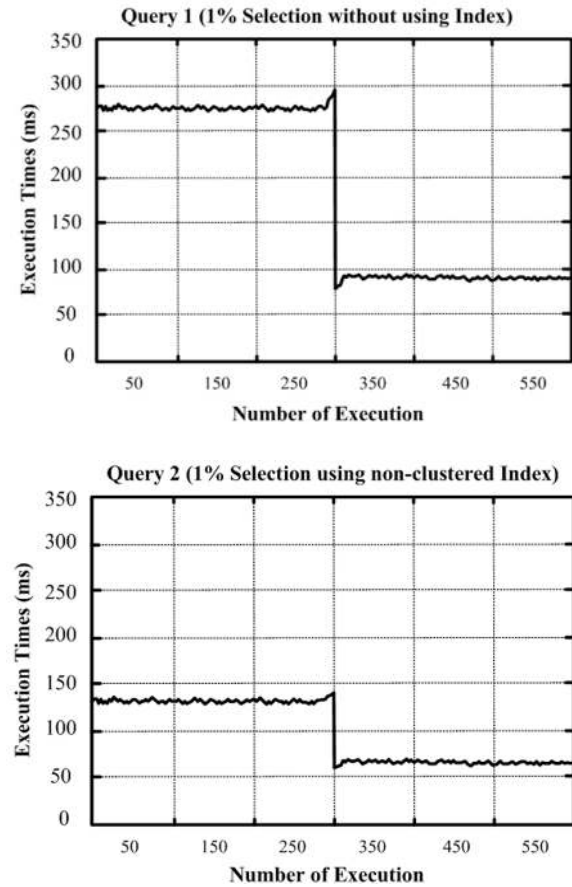 Query 1 (1% Selection without using Index)
350
300
250
200
150
100
50
0
Execution Times (ms)
50 150 250 350 450 550
Number of Execution
Query 2 (1% Selection using non-clustered Index)
350
300
250
200
150
100
50
0
Execution Times (ms)
50 150 250 350 450 550
Number of Execution